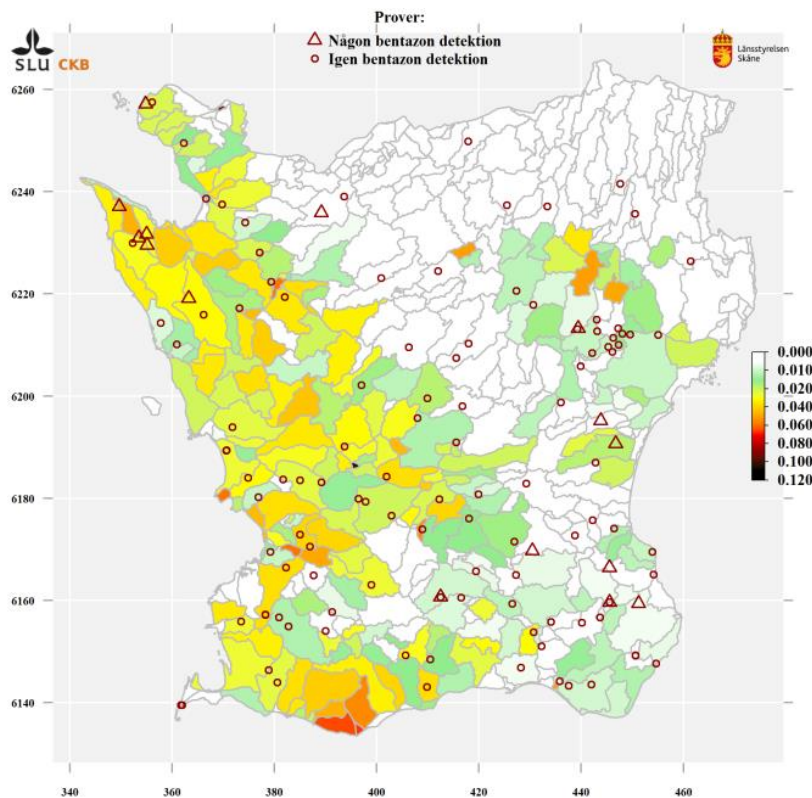 Prover:
Någon bentazon detektion
Igen bentazon detektion
SLU CKB
Länsstyrelsen
Skåne
6260
6240
6220
6200
6180
6160
6140
0.000
0.010
0.020
0.040
0.060
0.080
0.100
0.120
340 360 380 400 420 440 460